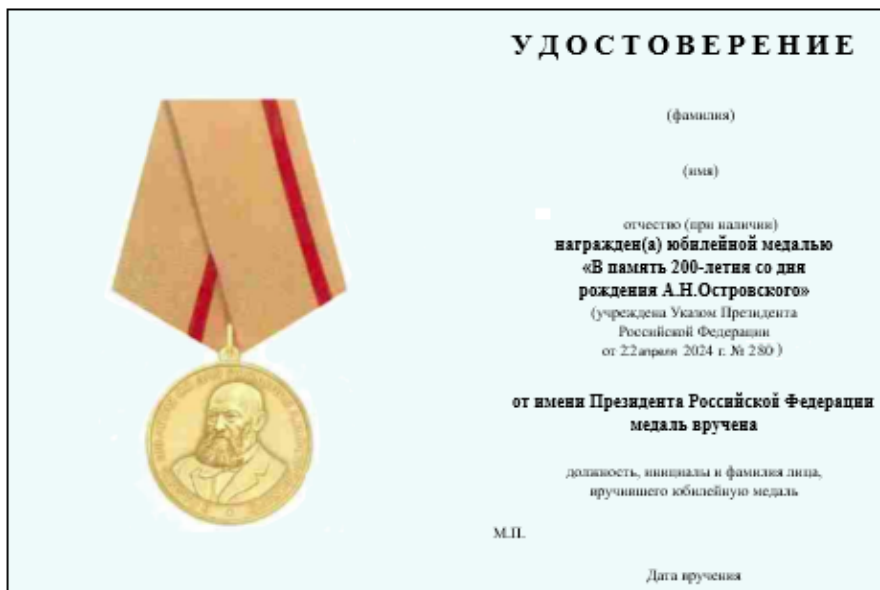 УДОСТОВЕРЕНИЕ
(фамилия)
(имя)
отчество (при наличии)
награжден(а) юбилейной медалью
«В память 200-летия со дня
рождения А.Н.Островского»
(учреждена Указом Президента
Российской Федерации
от 22апреля 2024 г. № 280 )
от имени Президента Российской Федерации
медаль вручена
должность, инициалы и фамилия лица,
вручившего юбилейную медаль
М.П.
Дата вручения